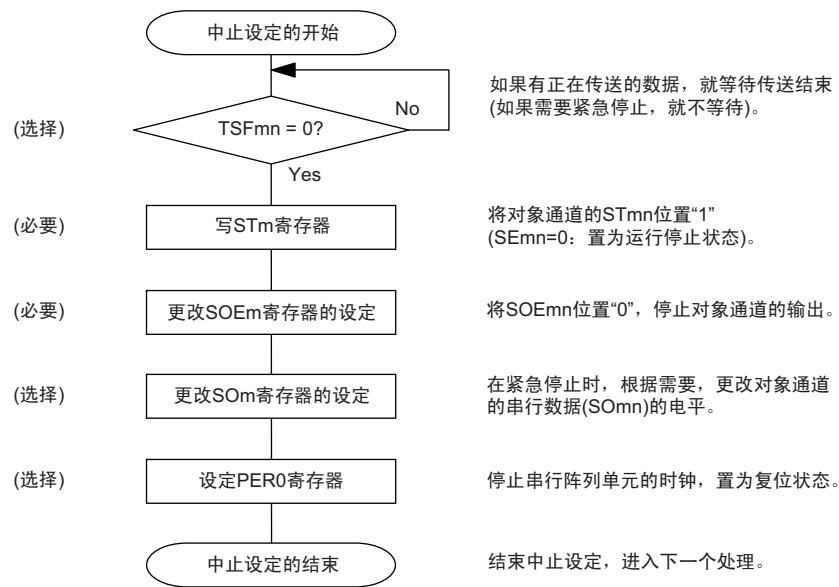 中止设定的开始
如果有正在传送的数据，就等待传送结束
(如果需要紧急停止，就不等待)。
(选择)
TSFmn = 0?
No
Yes
(必要)
写STm寄存器
将对象通道的STmn位置“1”
(SEmn=0：置为运行停止状态)。
(必要)
更改SOEm寄存器的设定
将SOEmn位置“0”，停止对象通道的输出。
(选择)
更改SOm寄存器的设定
在紧急停止时，根据需要，更改对象通道
的串行数据(SOmn)的电平。
(选择)
设定PER0寄存器
停止串行阵列单元的时钟，置为复位状态。
中止设定的结束
结束中止设定，进入下一个处理。